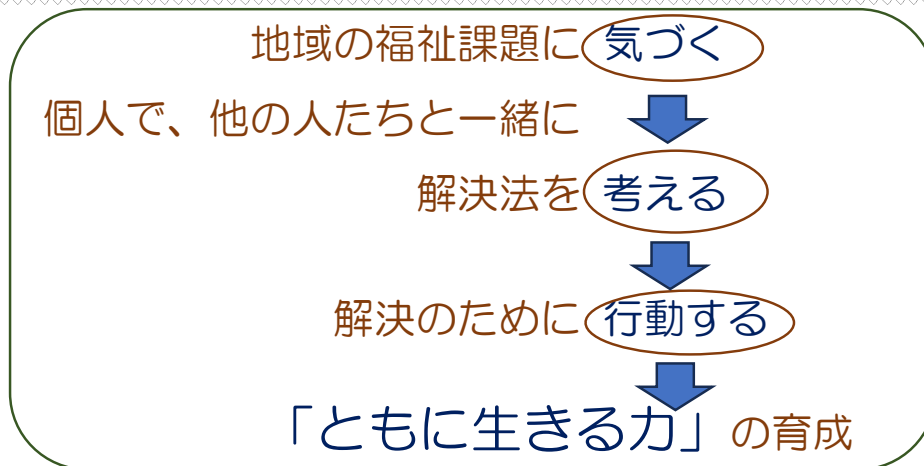 地域の福祉課題に気づく
個人で、他の人たちと一緒に
解決法を考える
解決のために行動する
「ともに生きる力」の育成